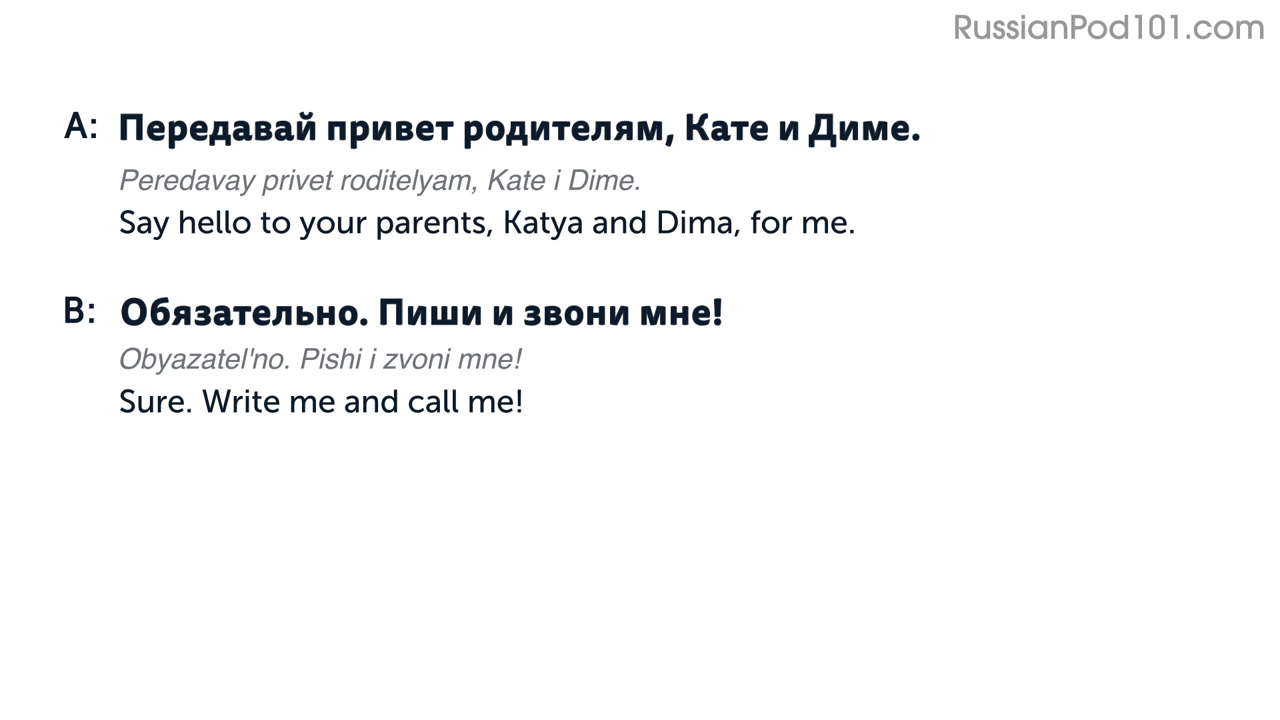 RussianPod101.com
A: Передавай привет родителям, Кате и Диме.
Peredavay privet roditelyam, Kate i Dime.
Say hello to your parents, Katya and Dima, for me.
B: Обязательно. Пиши и звони мне!
Obyazatel'no. Pishi i zvoni mne!
Sure. Write me and call me!